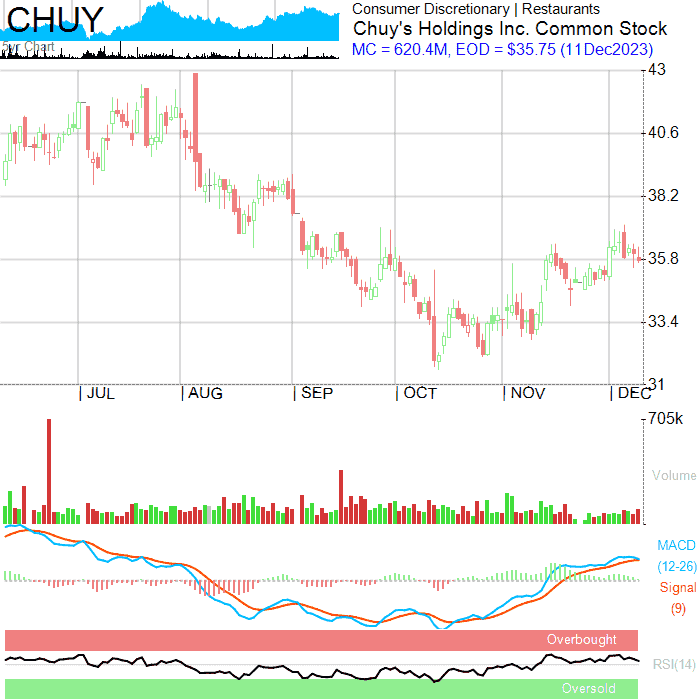 CHUY
5yr Chart
Consumer Discretionary | Restaurants
Chuy's Holdings Inc. Common Stock
MC = 620.4M, EOD = $35.75 (11Dec2023)
43
40.6
38.2
35.8
33.4
31
| JUL | AUG | SEP | OCT | NOV | DEC
705k
Volume
MACD
(12-26)
Signal
(9)
Overbought
RSI(14)
Oversold